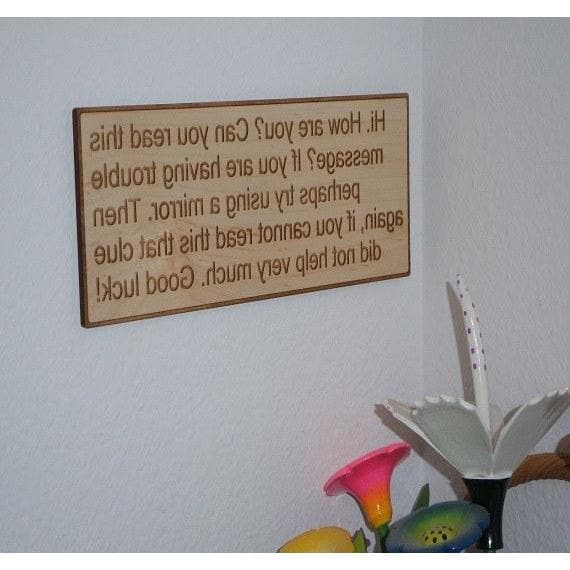 Hi. How are you? Can you read this
message? If you are having trouble
perhaps try using a mirror. Then
again, if you cannot read this that clue
did not help very much. Good luck!